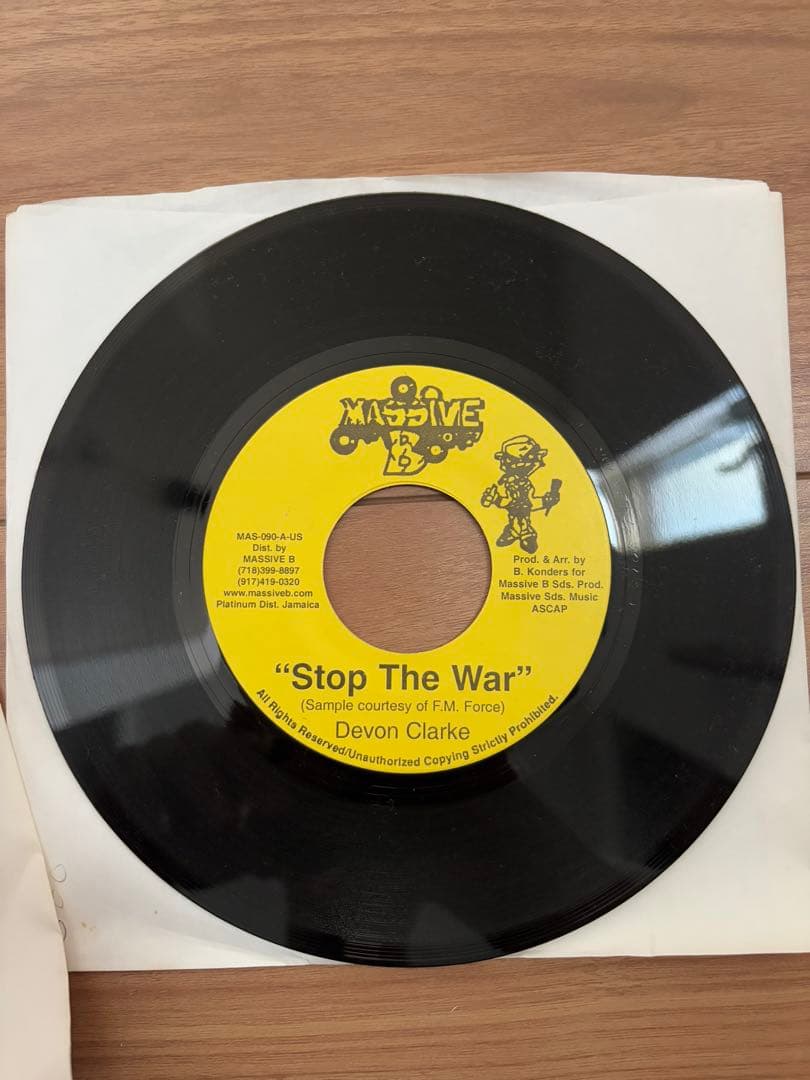 MASSIVE
B
MAS-090-A-US
Dist. by
MASSIVE B
(718)399-8897
(917)419-0320
www.massiveb.com
Platinum Dist. Jamaica
Prod. & Arr. by
B. Konders for
Massive B Sds. Prod.
Massive Sds. Music
ASCAP
“Stop The War”
(Sample courtesy of F.M. Force)
Devon Clarke
All Rights Reserved/Unauthorized Copying Strictly Prohibited.